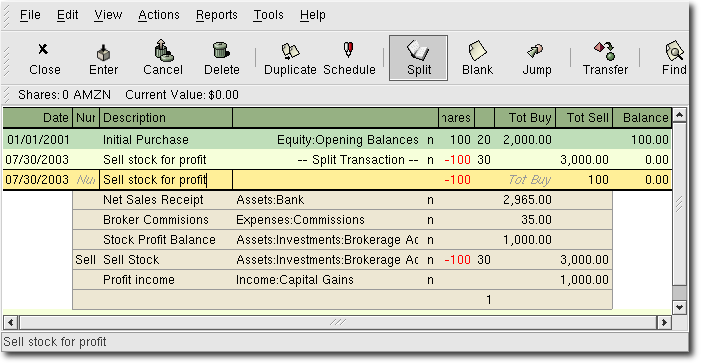 File Edit View Actions Reports Tools Help
Close Enter Cancel Delete Duplicate Schedule Split Blank Jump Transfer Find
Shares: 0 AMZN Current Value: $0.00
Date Nur Description hares Tot Buy Tot Sell Balance
01/01/2001 Initial Purchase Equity:Opening Balances n 100 20 2,000.00 100.00
07/30/2003 Sell stock for profit -- Split Transaction -- n -100 30 3,000.00 0.00
07/30/2003 Nur Sell stock for profit -100 Tot Buy 100 0.00
Net Sales Receipt Assets:Bank n 2,965.00
Broker Commisions Expenses:Commissions n 35.00
Stock Profit Balance Assets:Investments:Brokerage Ac n 1,000.00
Sell Sell Stock Assets:Investments:Brokerage Ac n -100 30 3,000.00
Profit income Income:Capital Gains n 1,000.00
1
Sell stock for profit